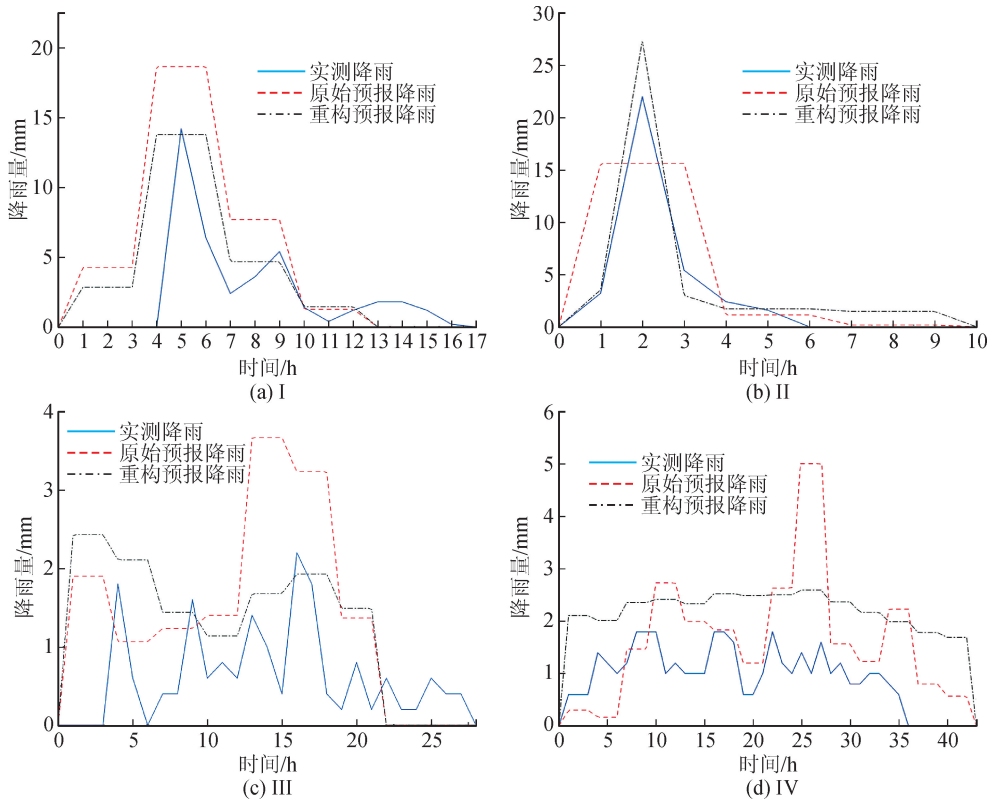 20
15
10
5
0
降雨量/mm
实测降雨
原始预报降雨
重构预报降雨
0 1 2 3 4 5 6 7 8 9 10 11 12 13 14 15 16 17
时间/h
(a) I
30
25
20
15
10
5
0
降雨量/mm
实测降雨
原始预报降雨
重构预报降雨
0 1 2 3 4 5 6 7 8 9 10
时间/h
(b) II
4
3
2
1
0
降雨量/mm
实测降雨
原始预报降雨
重构预报降雨
0 5 10 15 20 25
时间/h
(c) III
6
5
4
3
2
1
0
降雨量/mm
实测降雨
原始预报降雨
重构预报降雨
0 5 10 15 20 25 30 35 40
时间/h
(d) IV